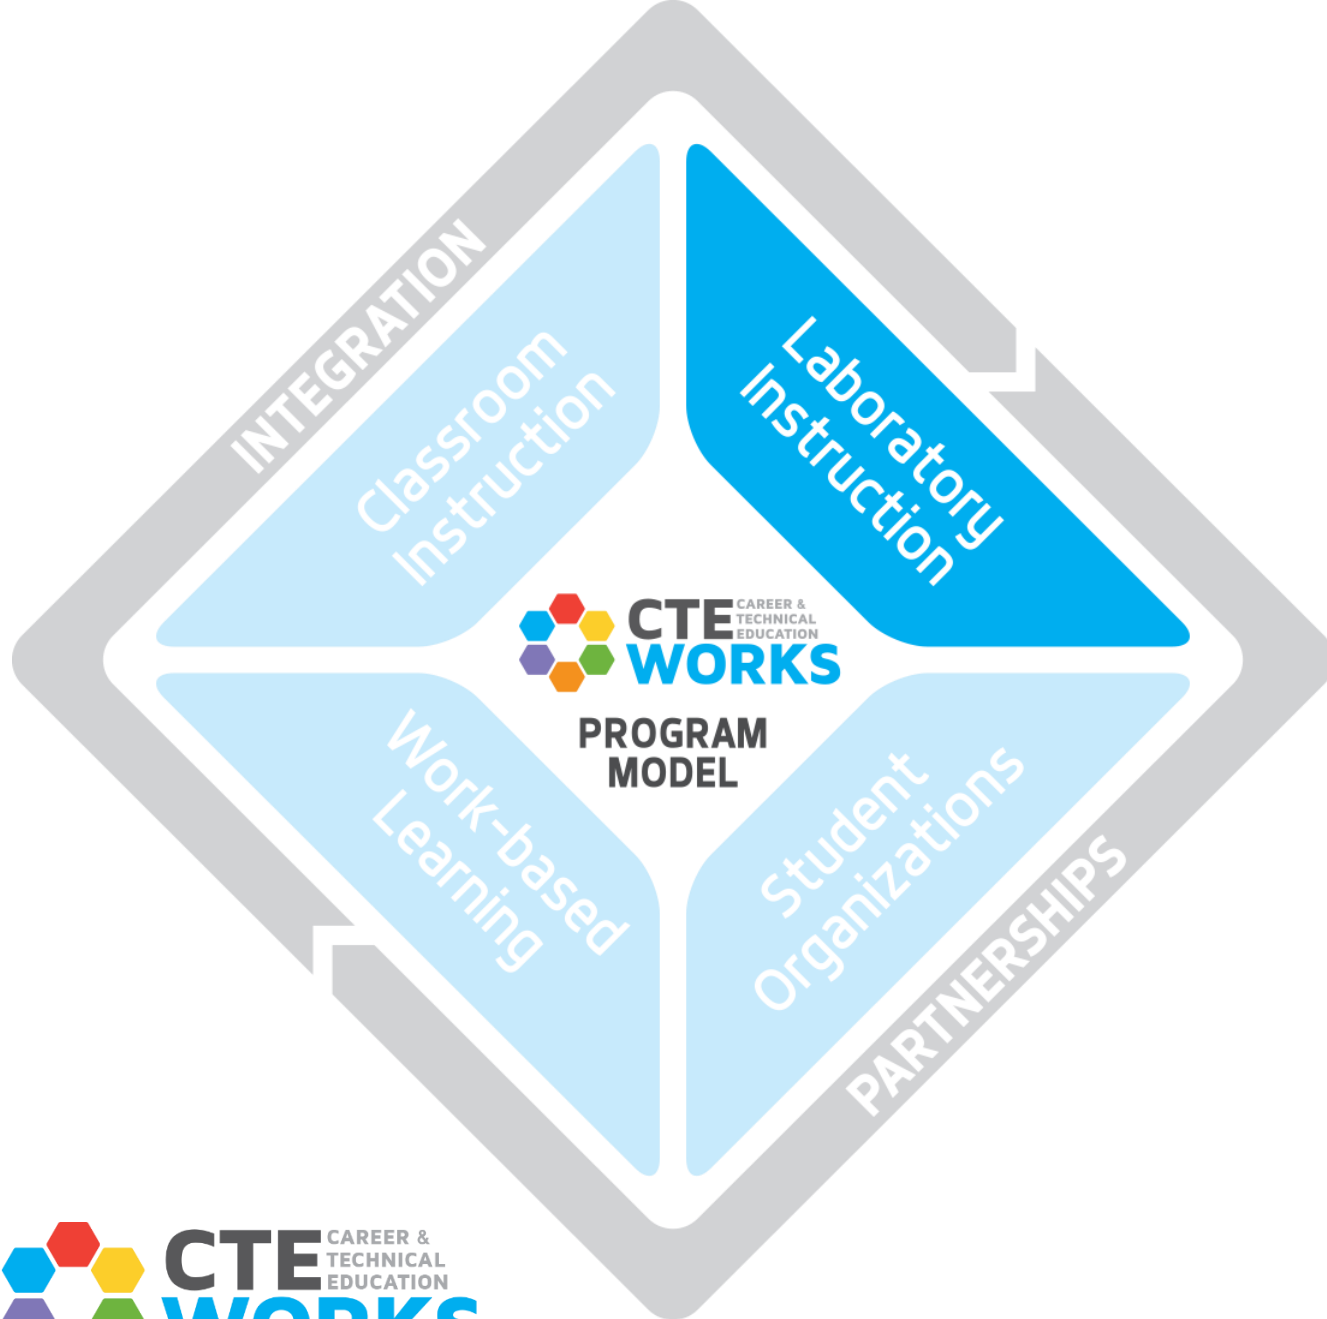 INTEGRATION
Classroom
Instruction
Laboratory
Instruction
CTE CAREER &
TECHNICAL
EDUCATION
WORKS
PROGRAM
MODEL
Work-based
Learning
Student
Organizations
PARTNERSHIPS
CTE CAREER &
TECHNICAL
EDUCATION
WORKS